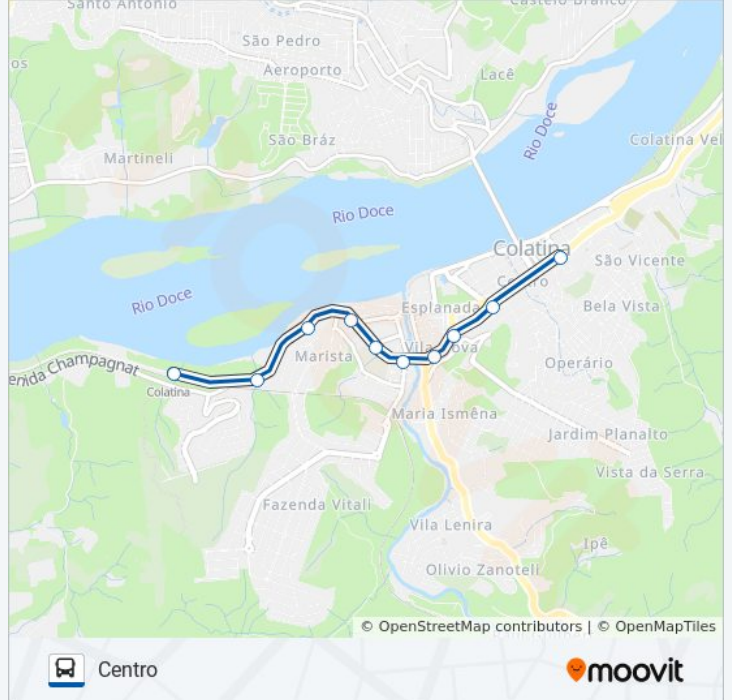 Santo Antônio
Castelo Branco
São Pedro
Aeroporto
Lacê
os
São Bráz
Rio Doce
Colatina Vel
Martineli
Rio Doce
Colatina
São Vicente
Centro
Rio Doce
Esplanada
Bela Vista
Vila Nova
Marista
Operário
enida Champagnat
Colatina
Maria Ismêna
Jardim Planalto
Vista da Serra
Fazenda Vitali
Vila Lenira
Ipê
Olivio Zanoteli
© OpenStreetMap contributors | © OpenMapTiles
Centro
moovit